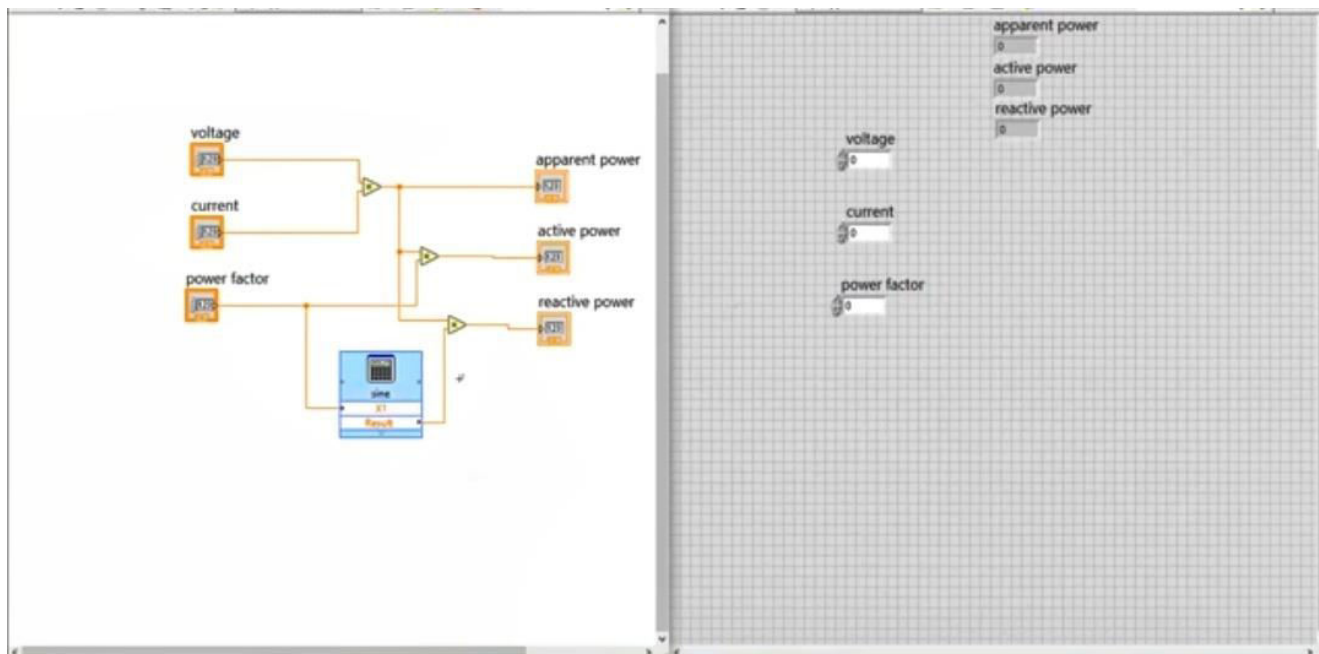 voltage
current
power factor
apparent power
active power
reactive power
sine
X1
Result
apparent power
0
active power
0
reactive power
0
voltage
0
current
0
power factor
0